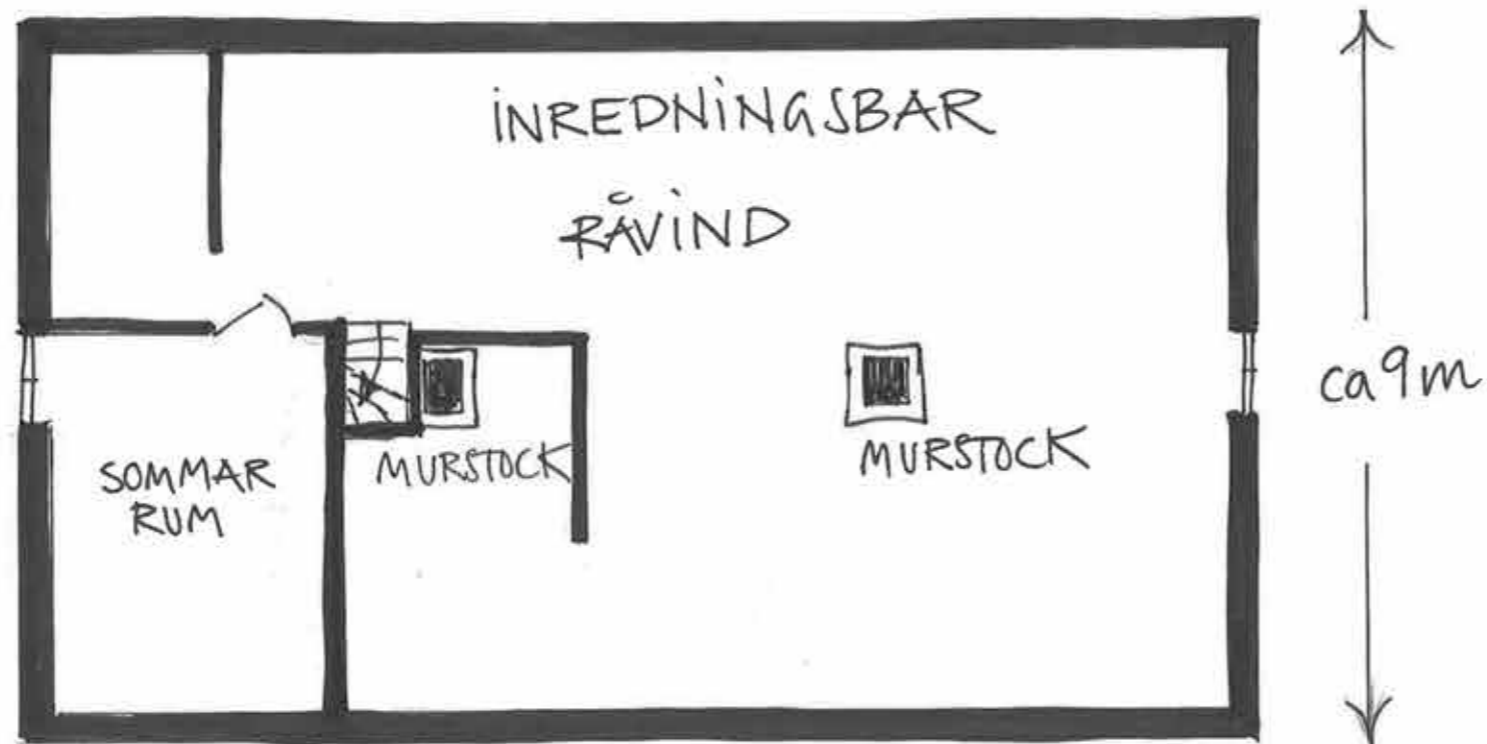 INREDNINGSBAR
RÅVIND
ca 9m
SOMMAR
RUM
MURSTOCK
MURSTOCK